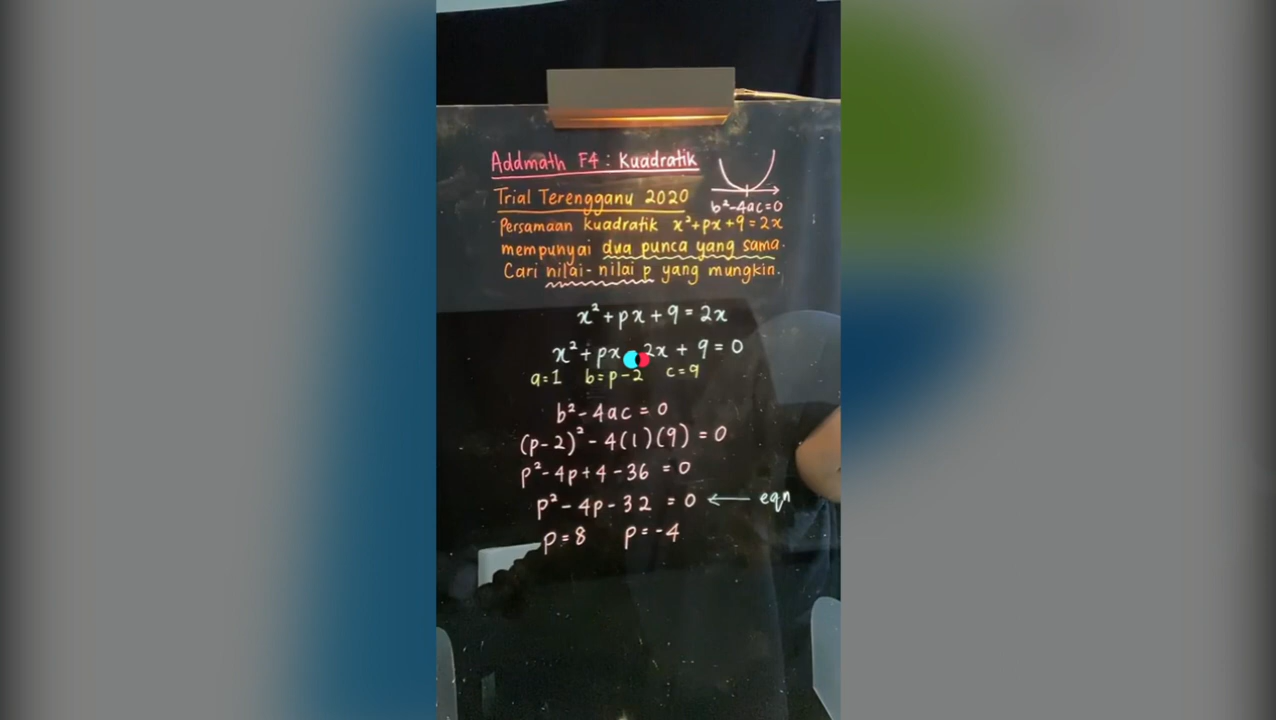 Addmath F4 : Kuadratik
b²-4ac=0
Trial Terengganu 2020
Persamaan kuadratik x²+px+9=2x
mempunyai dua punca yang sama.
Cari nilai-nilai p yang mungkin.
x²+px+9=2x
x²+px 2x+9=0
a=1 b=p-2 c=9
b²-4ac=0
(p-2)²-4(1)(9)=0
p²-4p+4-36=0
p²-4p-32=0 ← eqn
p=8 p=-4